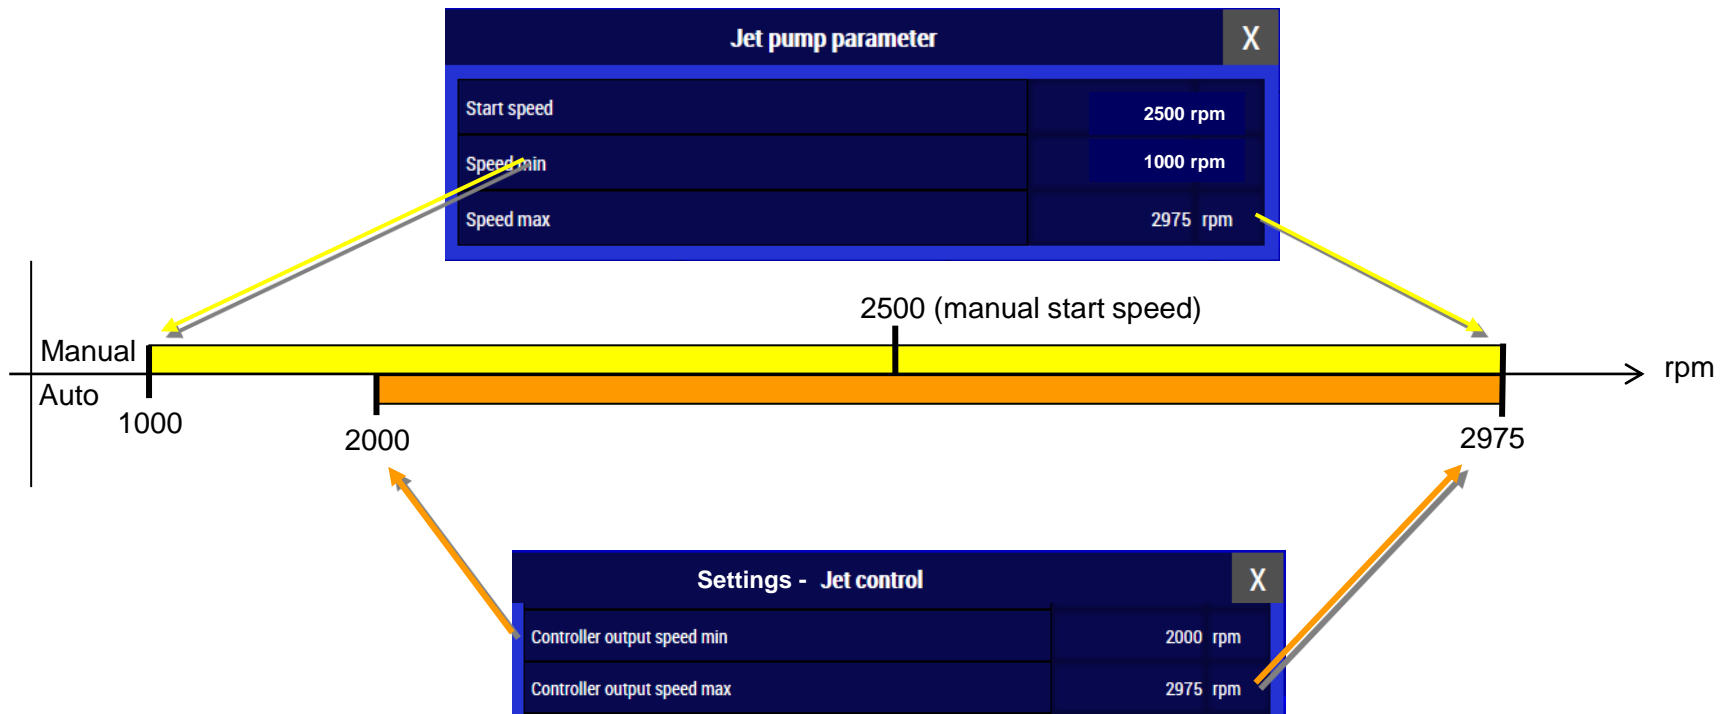 Jet pump parameter X
Start speed 2500 rpm
Speed min 1000 rpm
Speed max 2975 rpm
2500 (manual start speed)
Manual
rpm
Auto
1000
2000
2975
Settings - Jet control X
Controller output speed min 2000 rpm
Controller output speed max 2975 rpm